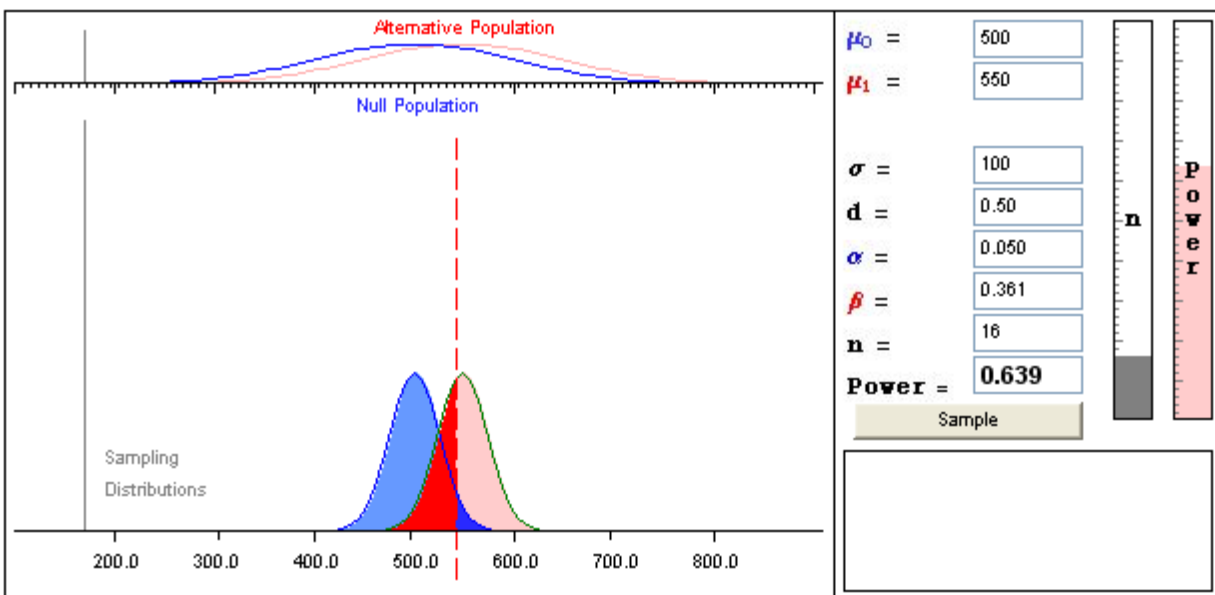 Alternative Population
Null Population
Sampling
Distributions
200.0 300.0 400.0 500.0 600.0 700.0 800.0
μ0 = 500
μ1 = 550
σ = 100
d = 0.50
α = 0.050
β = 0.361
n = 16
Power = 0.639
Sample
n
Power